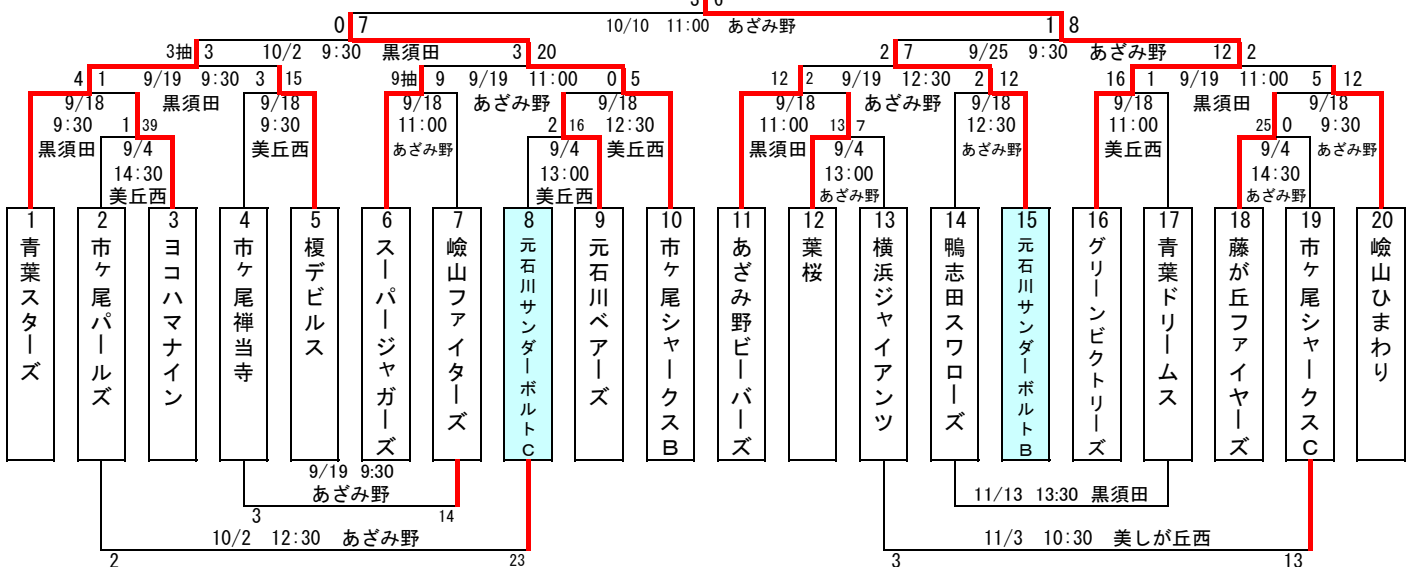 6
10/10 11:00 あざみ野
0 7
1 8
3抽 3 10/2 9:30 黒須田 3 20
2 7 9/25 9:30 あざみ野 12 2
4 1 9/19 9:30 3 15
黒須田
9抽 9 9/19 11:00 0 5
あざみ野
12 2 9/19 12:30 2 12
あざみ野
16 1 9/19 11:00 5 12
黒須田
9/18
9:30
黒須田
1 39
9/4
14:30
美丘西
9/18
9:30
美丘西
9/18
11:00
あざみ野
2 16
9/4
13:00
美丘西
9/18
12:30
美丘西
9/18
11:00
黒須田
13 7
9/4
13:00
あざみ野
9/18
12:30
あざみ野
9/18
11:00
美丘西
25 0
9/4
14:30
あざみ野
9/18
9:30
あざみ野
1
青葉スターズ
2
市ケ尾パールズ
3
ヨコハマナイン
4
市ケ尾禅当寺
5
榎デビルス
6
スーパージャガーズ
7
嶮山ファイターズ
8
元石川サンダーボルトC
9
元石川ベアーズ
10
市ケ尾シャークスB
11
あざみ野ビーバーズ
12
葉桜
13
横浜ジャイアンツ
14
鴨志田スワローズ
15
元石川サンダーボルトB
16
グリーンビクトリーズ
17
青葉ドリームス
18
藤が丘ファイヤーズ
19
市ケ尾シャークスC
20
嶮山ひまわり
9/19 9:30
あざみ野
3 14
10/2 12:30 あざみ野
2 23
11/13 13:30 黒須田
11/3 10:30 美しが丘西
3 13